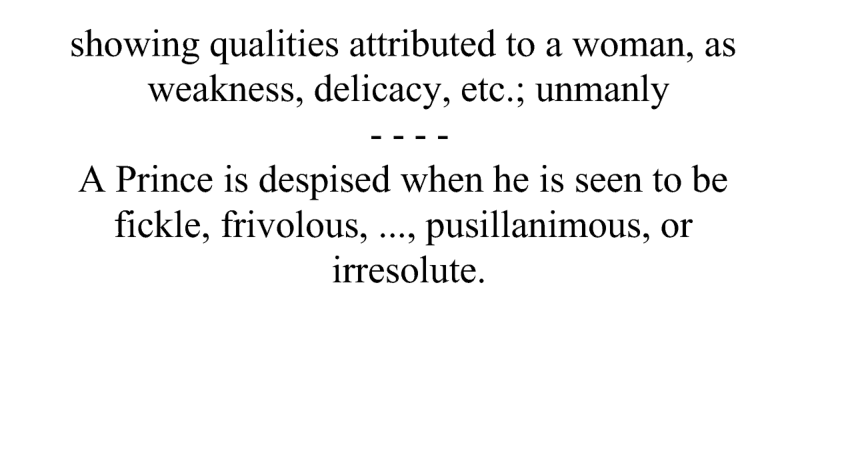 showing qualities attributed to a woman, as
weakness, delicacy, etc.; unmanly
- - - -
A Prince is despised when he is seen to be
fickle, frivolous, ..., pusillanimous, or
irresolute.